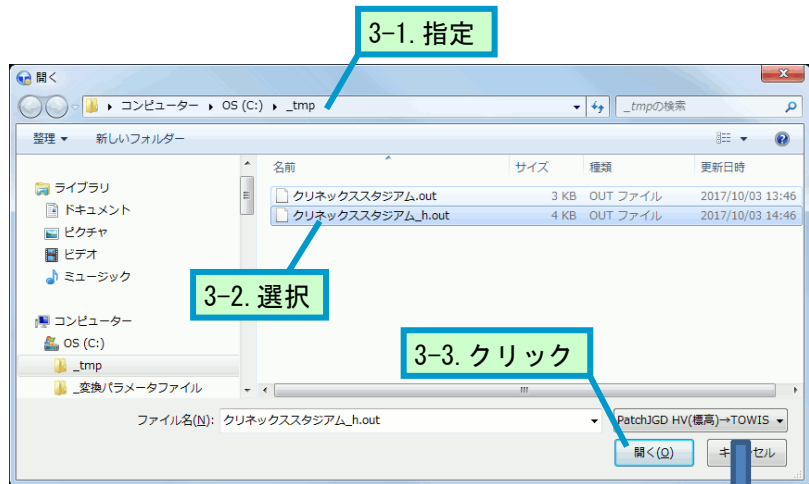 3-1.指定
開く
コンピューター ▸ OS (C:) ▸ _tmp
_tmpの検索
整理 ▼ 新しいフォルダー
名前 サイズ 種類 更新日時
ライブラリ
ドキュメント
ピクチャ
ビデオ
ミュージック
コンピューター
OS (C:)
_tmp
_変換パラメータファイル
クリネックススタジアム.out 3 KB OUT ファイル 2017/10/03 13:46
クリネックススタジアム_h.out 4 KB OUT ファイル 2017/10/03 14:46
3-2.選択
3-3.クリック
ファイル名(N): クリネックススタジアム_h.out
PatchJGD HV(標高)→TOWIS
開く(O)